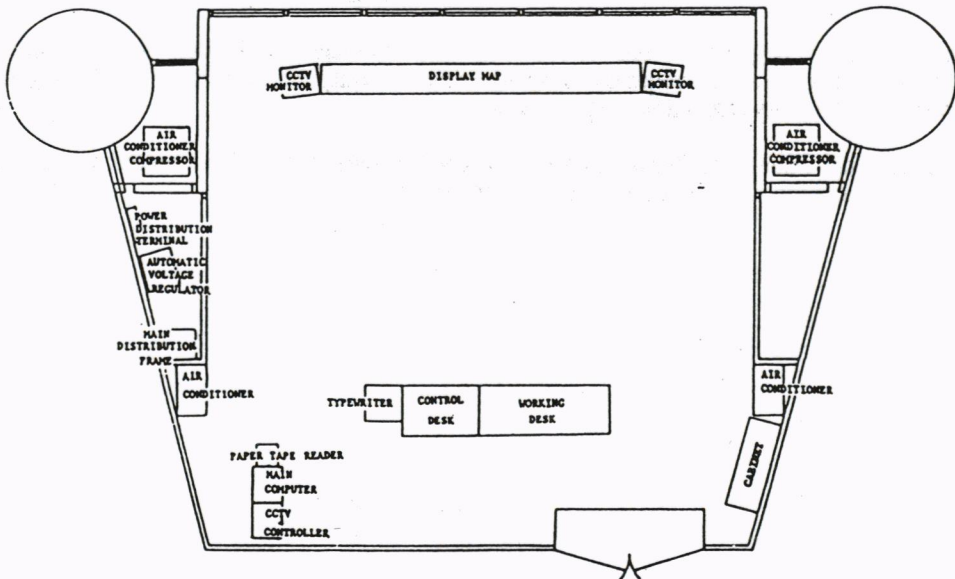 CCTV
MONITOR
DISPLAY MAP
CCTV
MONITOR
AIR
CONDITIONER
COMPRESSOR
AIR
CONDITIONER
COMPRESSOR
POWER
DISTRIBUTION
TERMINAL
AUTOMATIC
VOLTAGE
REGULATOR
MAIN
DISTRIBUTION
FRAME
AIR
CONDITIONER
TYPEWRITER
CONTROL
DESK
WORKING
DESK
AIR
CONDITIONER
CABINET
PAPER TAPE READER
MAIN
COMPUTER
CCTV
CONTROLLER